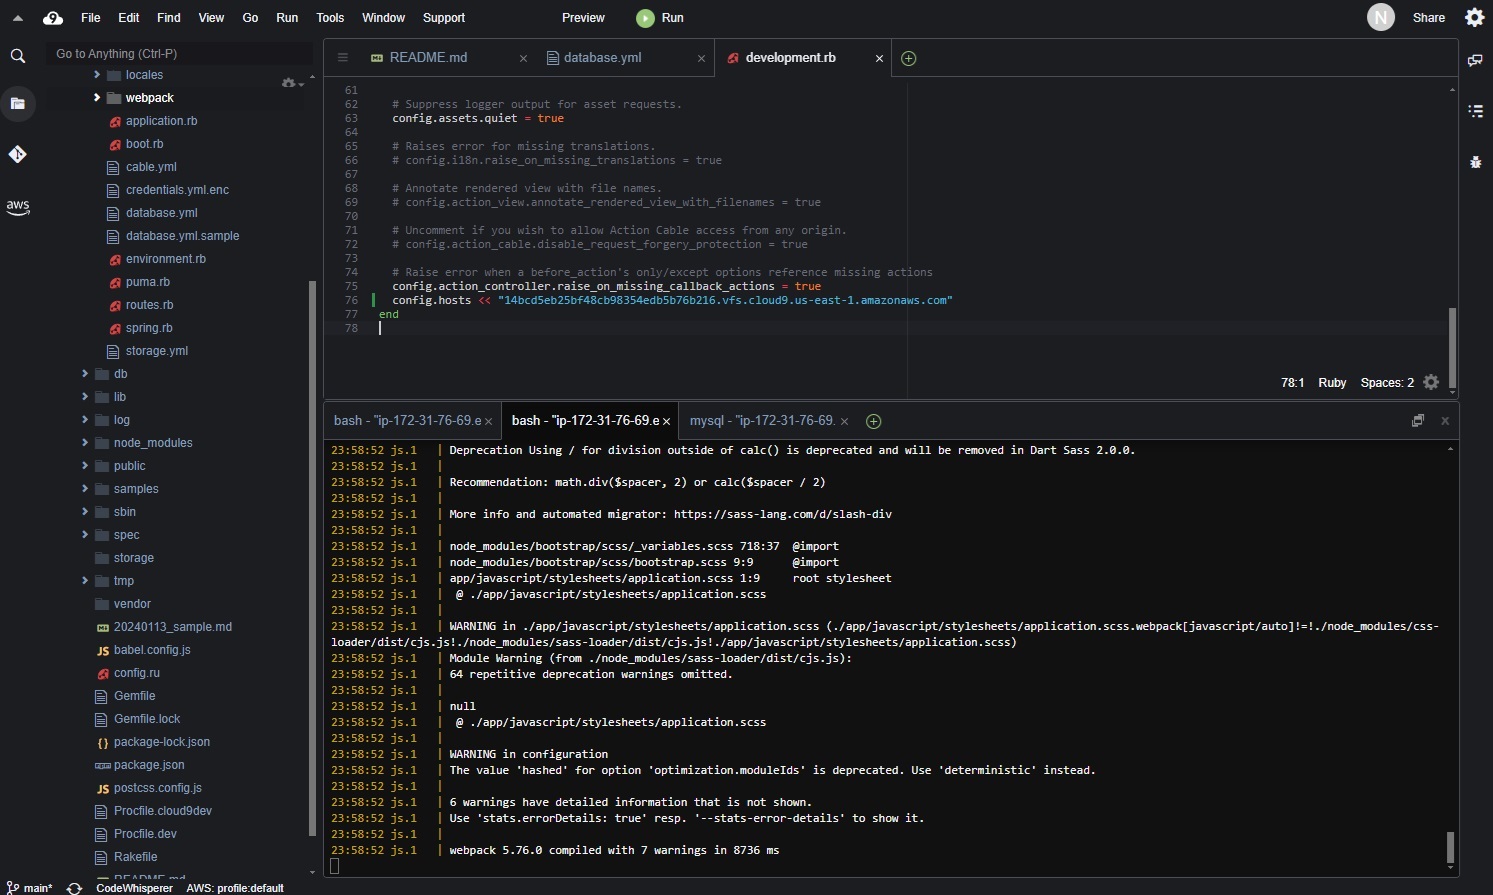 9 File Edit Find View Go Run Tools Window Support Preview Run N Share
Go to Anything (Ctrl-P)
aws
locales
webpack
application.rb
boot.rb
cable.yml
credentials.yml.enc
database.yml
database.yml.sample
environment.rb
puma.rb
routes.rb
spring.rb
storage.yml
db
lib
log
node_modules
public
samples
sbin
spec
storage
tmp
vendor
20240113_sample.md
babel.config.js
config.ru
Gemfile
Gemfile.lock
package-lock.json
package.json
postcss.config.js
Procfile.cloud9dev
Procfile.dev
Rakefile
README.md
README.md × database.yml × development.rb ×
61
62 # Suppress logger output for asset requests.
63 config.assets.quiet = true
64
65 # Raises error for missing translations.
66 # config.i18n.raise_on_missing_translations = true
67
68 # Annotate rendered view with file names.
69 # config.action_view.annotate_rendered_view_with_filenames = true
70
71 # Uncomment if you wish to allow Action Cable access from any origin.
72 # config.action_cable.disable_request_forgery_protection = true
73
74 # Raise error when a before_action's only/except options reference missing actions
75 config.action_controller.raise_on_missing_callback_actions = true
76 config.hosts << "14bcd5eb25bf48cb98354edb5b76b216.vfs.cloud9.us-east-1.amazonaws.com"
77 end
78
78:1 Ruby Spaces: 2
bash - "ip-172-31-76-69.e × bash - "ip-172-31-76-69.e × mysql - "ip-172-31-76-69. ×
23:58:52 js.1 | Deprecation Using / for division outside of calc() is deprecated and will be removed in Dart Sass 2.0.0.
23:58:52 js.1 |
23:58:52 js.1 | Recommendation: math.div($spacer, 2) or calc($spacer / 2)
23:58:52 js.1 |
23:58:52 js.1 | More info and automated migrator: https://sass-lang.com/d/slash-div
23:58:52 js.1 |
23:58:52 js.1 | node_modules/bootstrap/scss/_variables.scss 718:37 @import
23:58:52 js.1 | node_modules/bootstrap/scss/bootstrap.scss 9:9 @import
23:58:52 js.1 | app/javascript/stylesheets/application.scss 1:9 root stylesheet
23:58:52 js.1 | @ ./app/javascript/stylesheets/application.scss
23:58:52 js.1 |
23:58:52 js.1 | WARNING in ./app/javascript/stylesheets/application.scss (./app/javascript/stylesheets/application.scss.webpack[javascript/auto]!=!./node_modules/css-
loader/dist/cjs.js!./node_modules/sass-loader/dist/cjs.js!./app/javascript/stylesheets/application.scss)
23:58:52 js.1 | Module Warning (from ./node_modules/sass-loader/dist/cjs.js):
23:58:52 js.1 | 64 repetitive deprecation warnings omitted.
23:58:52 js.1 |
23:58:52 js.1 | null
23:58:52 js.1 | @ ./app/javascript/stylesheets/application.scss
23:58:52 js.1 |
23:58:52 js.1 | WARNING in configuration
23:58:52 js.1 | The value 'hashed' for option 'optimization.moduleIds' is deprecated. Use 'deterministic' instead.
23:58:52 js.1 |
23:58:52 js.1 | 6 warnings have detailed information that is not shown.
23:58:52 js.1 | Use 'stats.errorDetails: true' resp. '--stats-error-details' to show it.
23:58:52 js.1 |
23:58:52 js.1 | webpack 5.76.0 compiled with 7 warnings in 8736 ms
main* CodeWhisperer AWS: profile:default